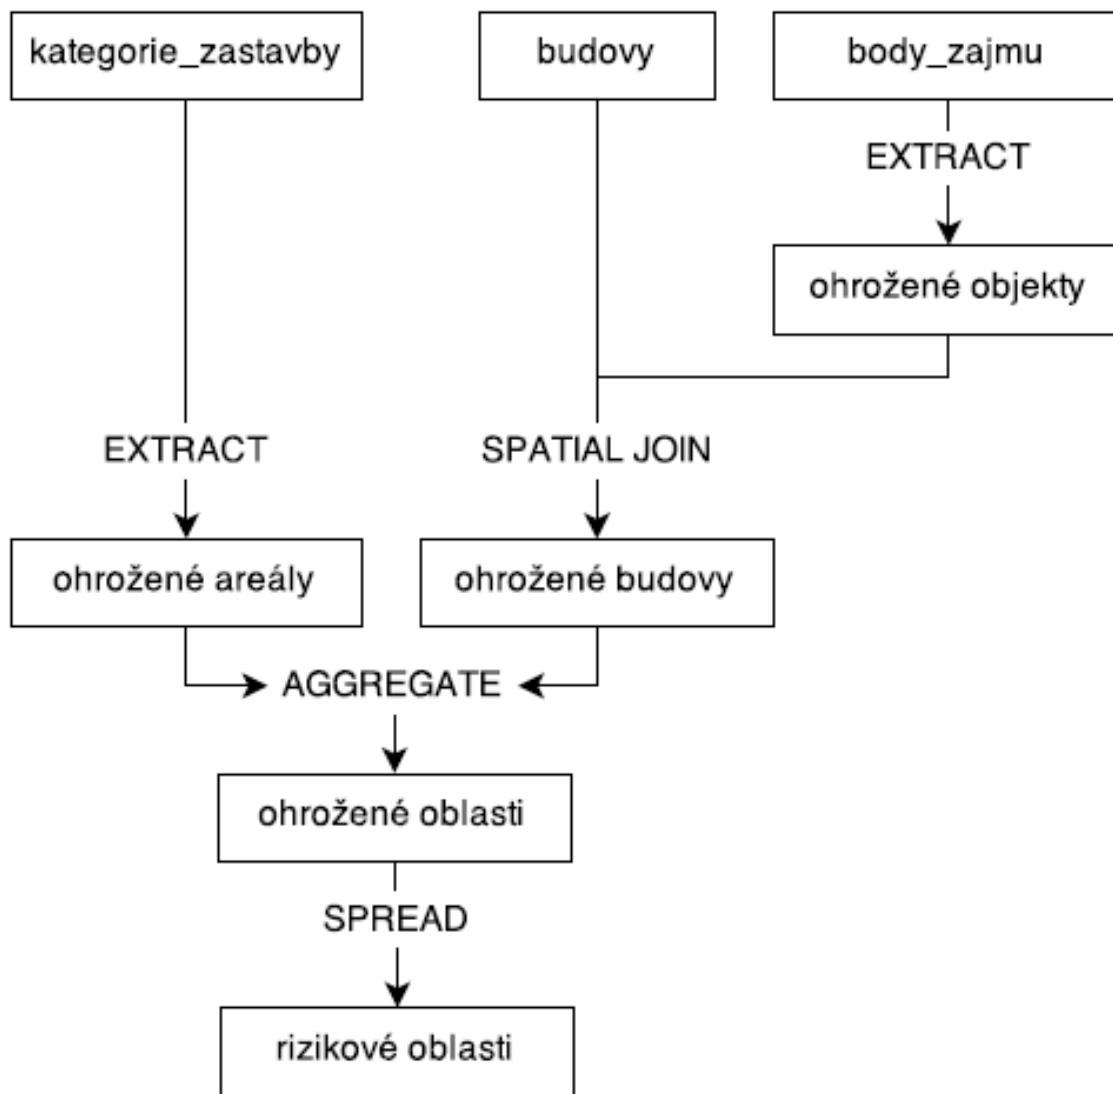 kategorie_zastavby
budovy
body_zajmu
EXTRACT
ohrožené objekty
EXTRACT
SPATIAL JOIN
ohrožené areály
ohrožené budovy
AGGREGATE
ohrožené oblasti
SPREAD
rizikové oblasti